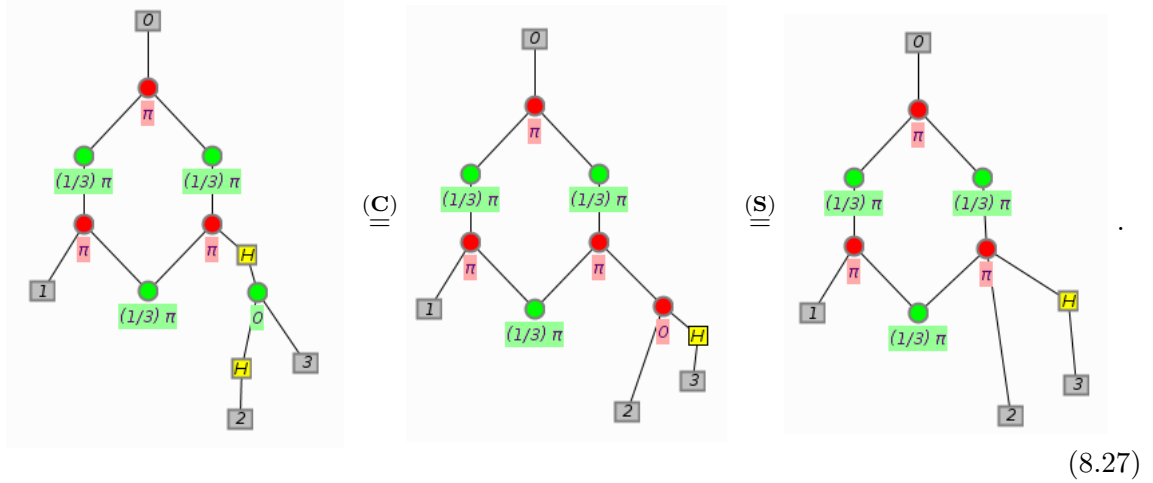 0
π
(1/3) π (1/3) π
π π H
1 (1/3) π 0
H 3
2
(C)
=
0
π
(1/3) π (1/3) π
π π
1 (1/3) π 0 H
3
2
(S)
=
0
π
(1/3) π (1/3) π
π π H
1 (1/3) π
3
2
.
(8.27)